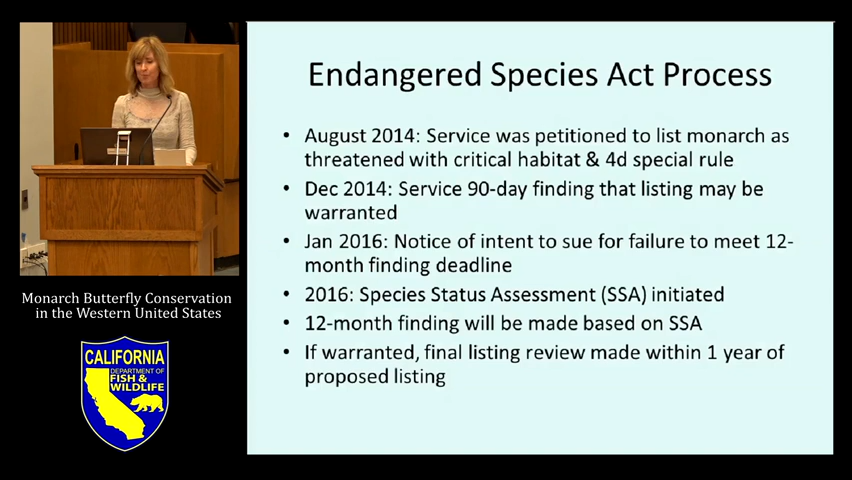 Endangered Species Act Process
• August 2014: Service was petitioned to list monarch as
threatened with critical habitat & 4d special rule
• Dec 2014: Service 90-day finding that listing may be
warranted
• Jan 2016: Notice of intent to sue for failure to meet 12-
month finding deadline
• 2016: Species Status Assessment (SSA) initiated
• 12-month finding will be made based on SSA
• If warranted, final listing review made within 1 year of
proposed listing
Monarch Butterfly Conservation
in the Western United States
CALIFORNIA
DEPARTMENT OF
FISH &
WILDLIFE